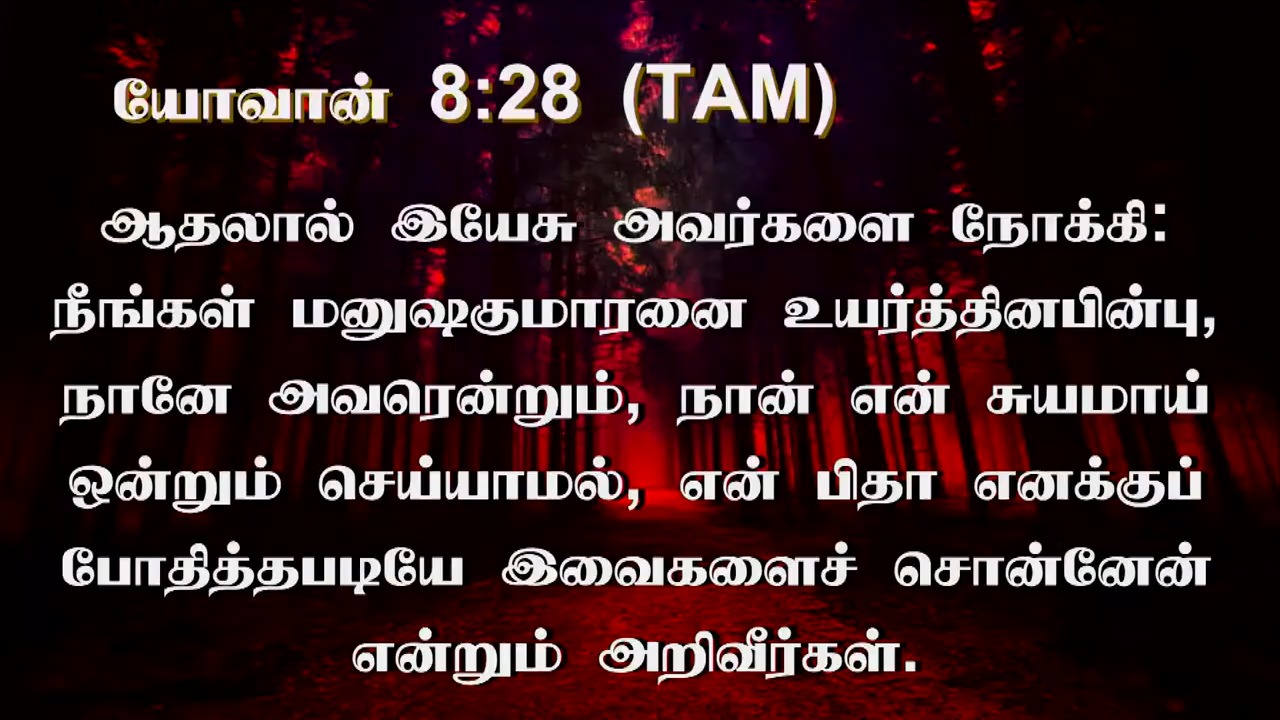 யோவான் 8:28 (TAM)
ஆதலால் இயேசு அவர்களை நோக்கி:
நீங்கள் மனுஷகுமாரனை உயர்த்தினபின்பு,
நானே அவரென்றும், நான் என் சுயமாய்
ஒன்றும் செய்யாமல், என் பிதா எனக்குப்
போதித்தபடியே இவைகளைச் சொன்னேன்
என்றும் அறிவீர்கள்.